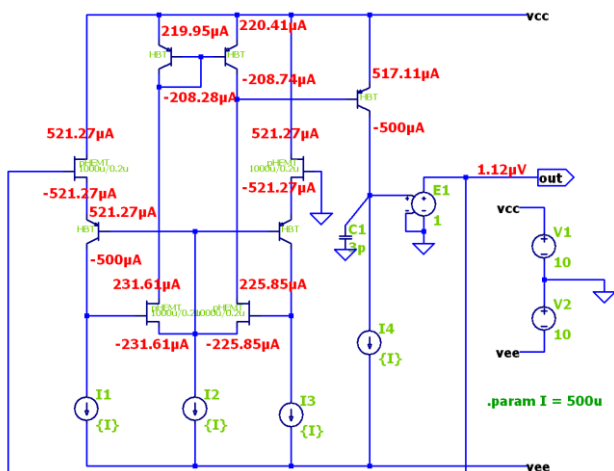 vcc
219.95µA
220.41µA
HBT
HBT
517.11µA
HBT
-208.28µA
-208.74µA
-500µA
521.27µA
521.27µA
pHEMT
1000u/0.2u
pHEMT
1000u/0.2u
-521.27µA
-521.27µA
521.27µA
HBT
HBT
-500µA
1.12µV
out
E1
1
C1
3p
vcc
V1
10
V2
10
vee
231.61µA
225.85µA
pHEMT
1000u/0.2u
pHEMT
1000u/0.2u
-231.61µA
-225.85µA
I1
{I}
I2
{I}
I3
{I}
I4
{I}
.param I = 500u
vee